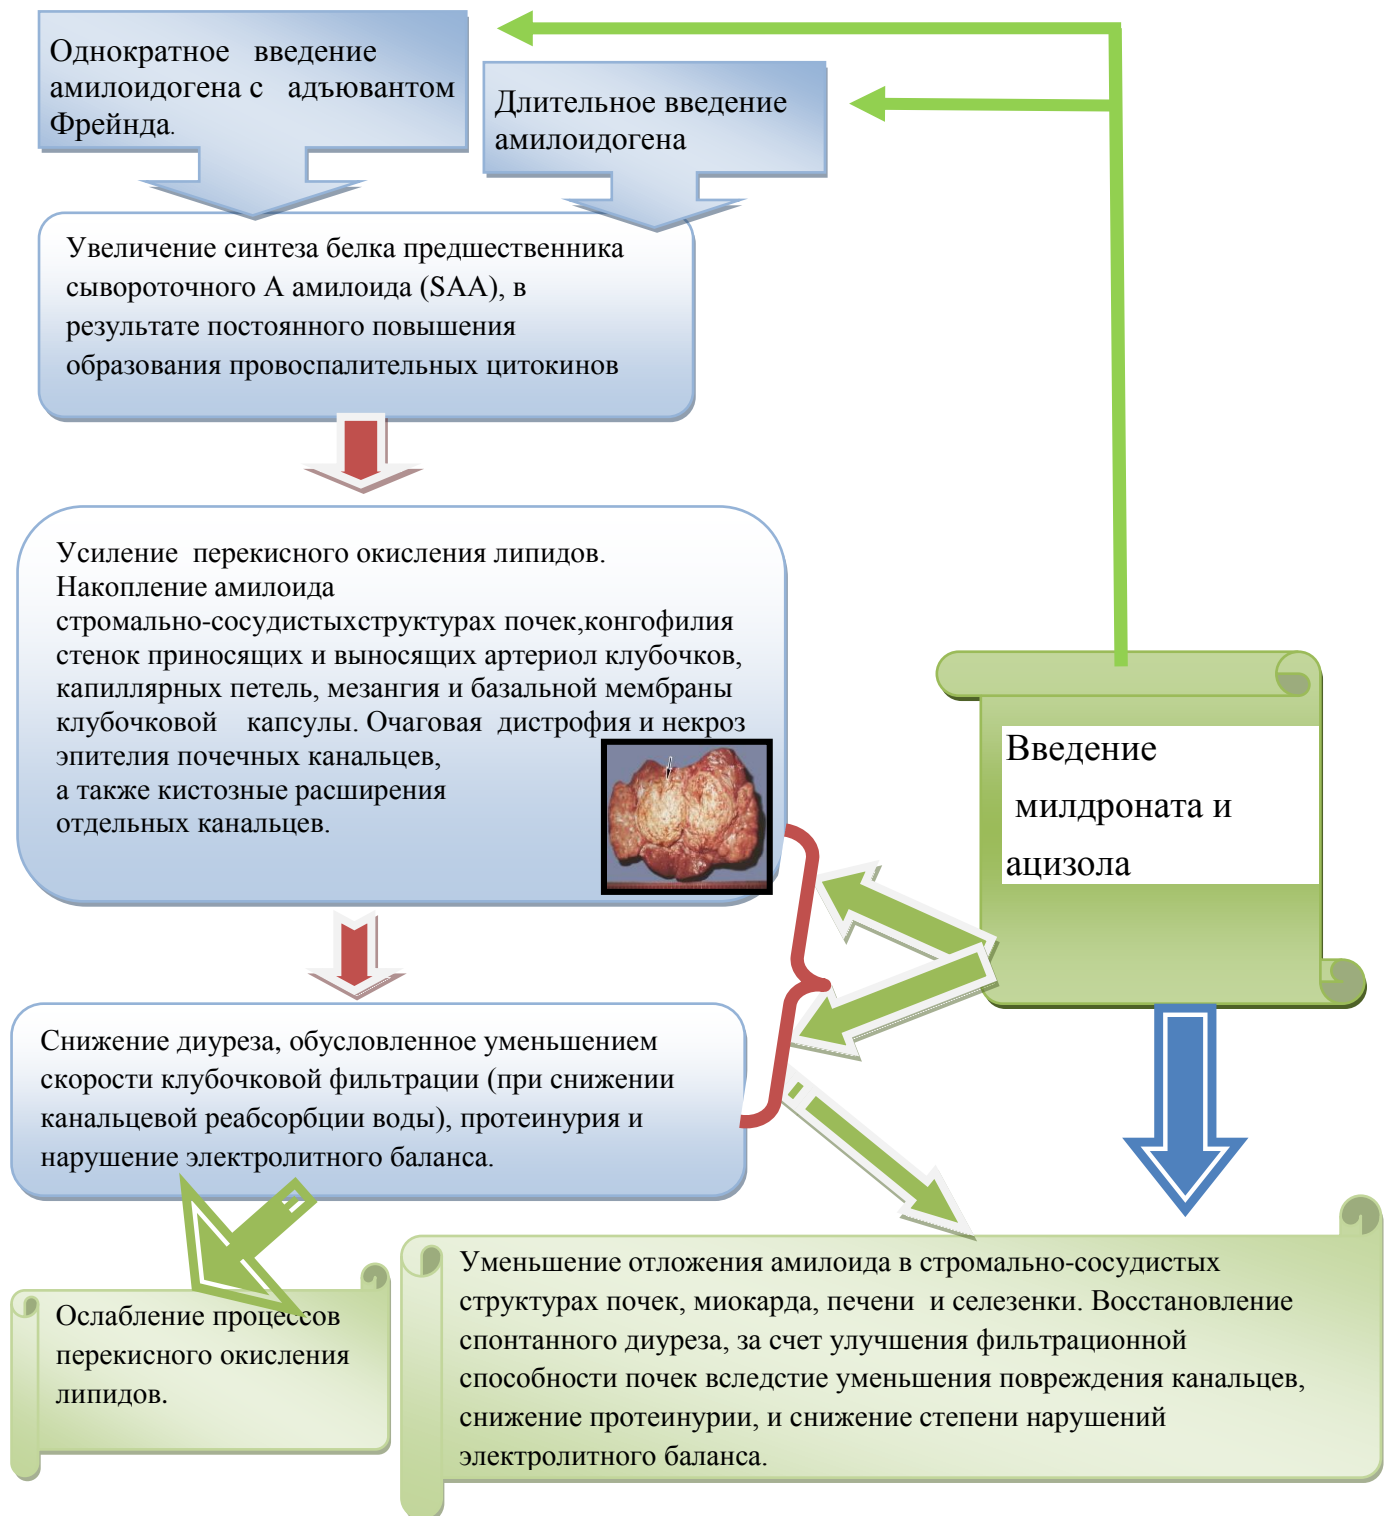 Однократное введение
амилоидогена с адъювантом
Фрейнда.
Длительное введение
амилоидогена
Увеличение синтеза белка предшественника
сывороточного А амилоида (SAA), в
результате постоянного повышения
образования провоспалительных цитокинов
Усиление перекисного окисления липидов.
Накопление амилоида
стромально-сосудистыхструктурах почек,конгофилия
стенок приносящих и выносящих артериол клубочков,
капиллярных петель, мезангия и базальной мембраны
клубочковой капсулы. Очаговая дистрофия и некроз
эпителия почечных канальцев,
а также кистозные расширения
отдельных канальцев.
Введение
милдроната и
ацизола
Снижение диуреза, обусловленное уменьшением
скорости клубочковой фильтрации (при снижении
канальцевой реабсорбции воды), протеинурия и
нарушение электролитного баланса.
Ослабление процессов
перекисного окисления
липидов.
Уменьшение отложения амилоида в стромально-сосудистых
структурах почек, миокарда, печени и селезенки. Восстановление
спонтанного диуреза, за счет улучшения фильтрационной
способности почек вследствие уменьшения повреждения канальцев,
снижение протеинурии, и снижение степени нарушений
электролитного баланса.